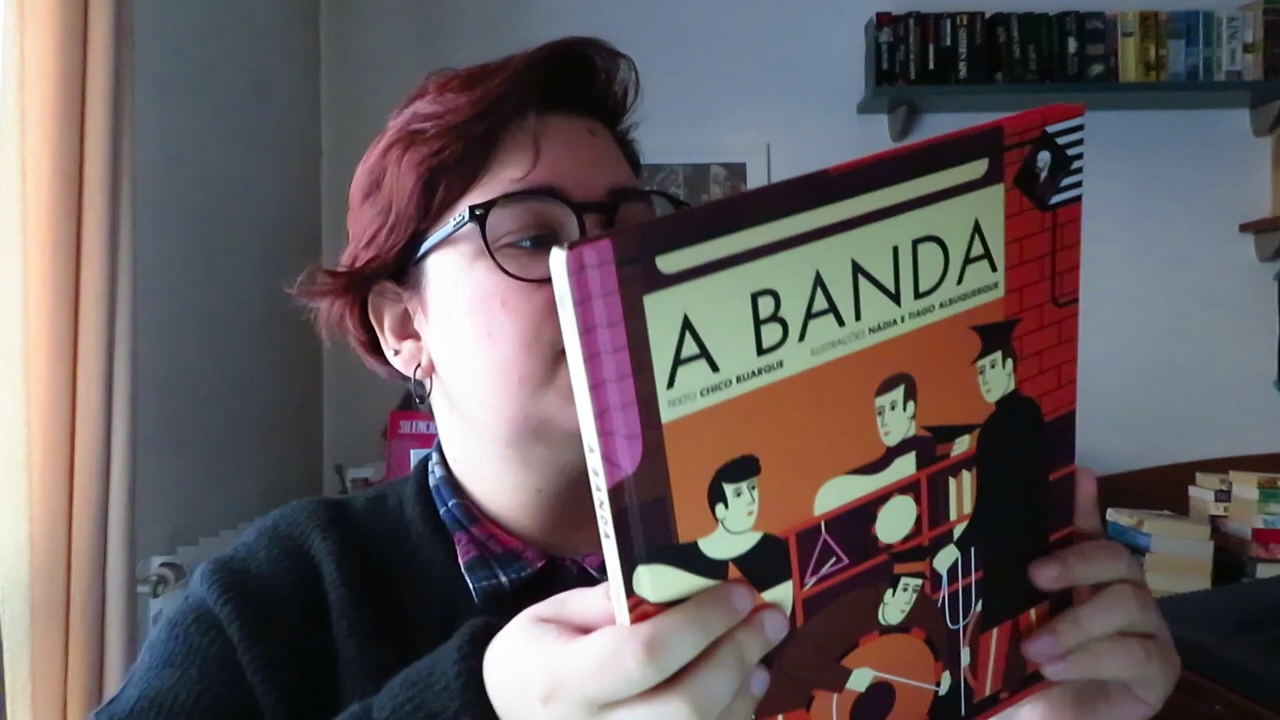 A BANDA
TEXTO CHICO BUARQUE ILUSTRAÇÕES NÁDIA E TIAGO ALBUQUERQUE
A BANDA